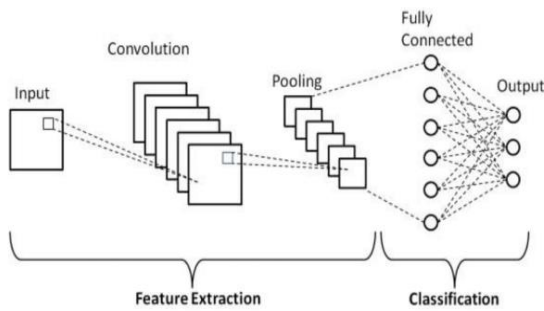 Fully
Connected
Convolution
Pooling
Output
Input
Feature Extraction
Classification